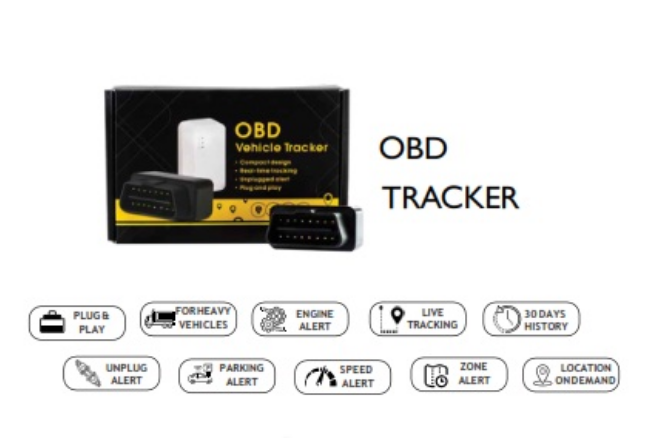 OBD
Vehicle Tracker
• Compact design
• Real-time tracking
• Unplugged alert
• Plug and play
OBD
TRACKER
PLUG &
PLAY
FORHEAVY
VEHICLES
ENGINE
ALERT
LIVE
TRACKING
30 DAYS
HISTORY
UNPLUG
ALERT
PARKING
ALERT
SPEED
ALERT
ZONE
ALERT
LOCATION
ONDEMAND